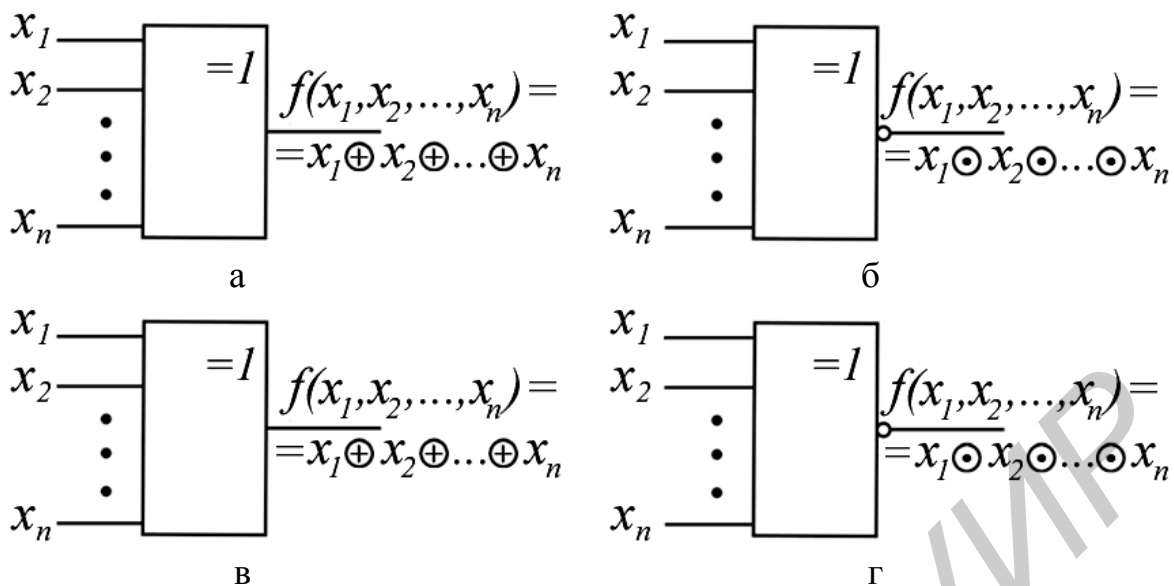 x₁
x₂
xₙ
=1
f(x₁,x₂,...,xₙ)=
=x₁⊕x₂⊕...⊕xₙ
а
x₁
x₂
xₙ
=1
f(x₁,x₂,...,xₙ)=
=x₁⊙x₂⊙...⊙xₙ
б
x₁
x₂
xₙ
=1
f(x₁,x₂,...,xₙ)=
=x₁⊕x₂⊕...⊕xₙ
в
x₁
x₂
xₙ
=1
f(x₁,x₂,...,xₙ)=
=x₁⊙x₂⊙...⊙xₙ
г
УИР